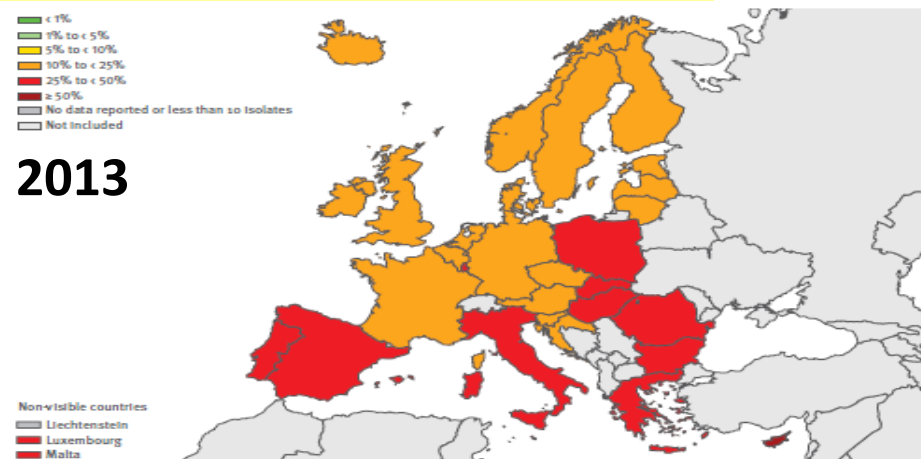 < 1%
1% to < 5%
5% to < 10%
10% to < 25%
25% to < 50%
≥ 50%
No data reported or less than 10 isolates
Not included
2013
Non-visible countries
Liechtenstein
Luxembourg
Malta